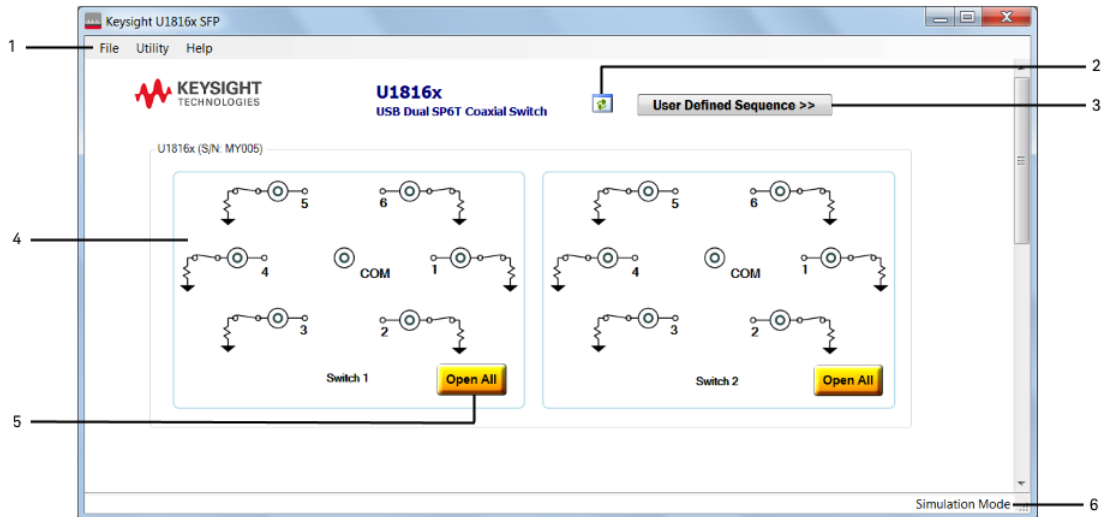 Keysight U1816x SFP
1
File Utility Help
2
KEYSIGHT
TECHNOLOGIES
U1816x
USB Dual SP6T Coaxial Switch
User Defined Sequence >>
3
U1816x (S/N: MY005)
5
6
5
6
4
4
COM
1
4
COM
1
3
2
3
2
Switch 1
Open All
Switch 2
Open All
5
Simulation Mode
6